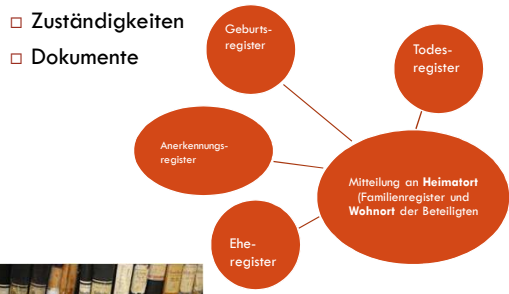 Zuständigkeiten
Dokumente
Geburts-
register
Todes-
register
Anerkennungs-
register
Mitteilung an Heimatort
(Familienregister und
Wohnort der Beteiligten
Ehe-
register